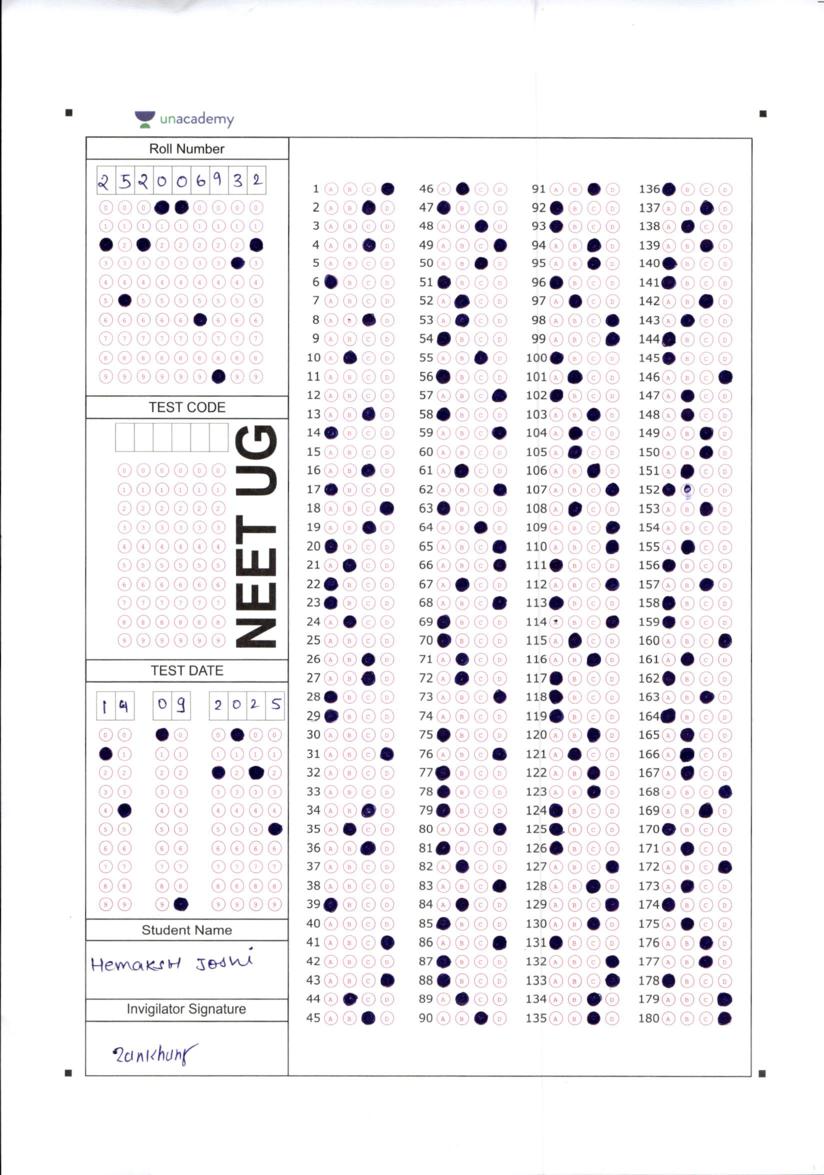 unacademy
Roll Number
2 5 2 0 0 6 9 3 2
TEST CODE
NEET UG
TEST DATE
14 09 2025
Student Name
Hemaksh Joshi
Invigilator Signature
1 A B C 46 A C D 91 A B D 136 B C D
2 A B D 47 B C D 92 B C D 137 A B D
3 A B C D 48 A B D 93 B C D 138 A C D
4 A B D 49 A B C 94 A B D 139 A B D
5 A B C D 50 A B D 95 A B D 140 B C D
6 B C D 51 B C D 96 B C D 141 B C D
7 A B C D 52 A C D 97 A C D 142 A B D
8 A B D 53 A C D 98 A B C 143 A C D
9 A B C D 54 B C D 99 A B C 144 B C D
10 A C D 55 A B D 100 B C D 145 B C D
11 A B C D 56 B C D 101 A C D 146 A B C
12 A B C D 57 A B C 102 B C D 147 A C D
13 A B D 58 B C D 103 A B D 148 A C D
14 B C D 59 A B C 104 A C D 149 A B D
15 A B C D 60 A B C D 105 A C D 150 A B D
16 A B D 61 A C D 106 A B D 151 A C D
17 B C D 62 A B C 107 A B C 152 C D
18 A B C 63 B C D 108 A C D 153 A B D
19 A B D 64 A B D 109 A B C 154 A B C D
20 B C D 65 A B C 110 A B C 155 A C D
21 A C D 66 A B C 111 B C D 156 B C D
22 B C D 67 A C D 112 A B C 157 A B D
23 B C D 68 A B C 113 B C D 158 B C D
24 A C D 69 B C D 114 B C 159 B C D
25 A B C D 70 B C D 115 A C D 160 A B C
26 A B D 71 A C D 116 A B D 161 A C D
27 A B D 72 A C D 117 B C D 162 B C D
28 B C D 73 A B C 118 B C D 163 A B D
29 B C D 74 A B C D 119 B C D 164 B C D
30 A B C D 75 B C D 120 A B D 165 A C D
31 A B C 76 A B C 121 A C D 166 A C D
32 A B C D 77 B C D 122 A B D 167 A C D
33 A B C D 78 B C D 123 A B D 168 A B C
34 A B D 79 B C D 124 B C D 169 A B D
35 A C D 80 A B C 125 B C D 170 B C D
36 A B D 81 B C D 126 B C D 171 A C D
37 A B C D 82 A C D 127 A B C 172 A B C
38 A B C D 83 A B C 128 A B D 173 A C D
39 B C D 84 A C D 129 A B C 174 B C D
40 A B C D 85 B C D 130 A B D 175 A C D
41 A B C 86 A B C 131 B C D 176 A B D
42 A B C D 87 B C D 132 A B C 177 A B D
43 A B C 88 B C D 133 A B C 178 B C D
44 A C D 89 A C D 134 A B D 179 A B C
45 A B D 90 A B D 135 A B D 180 A B C